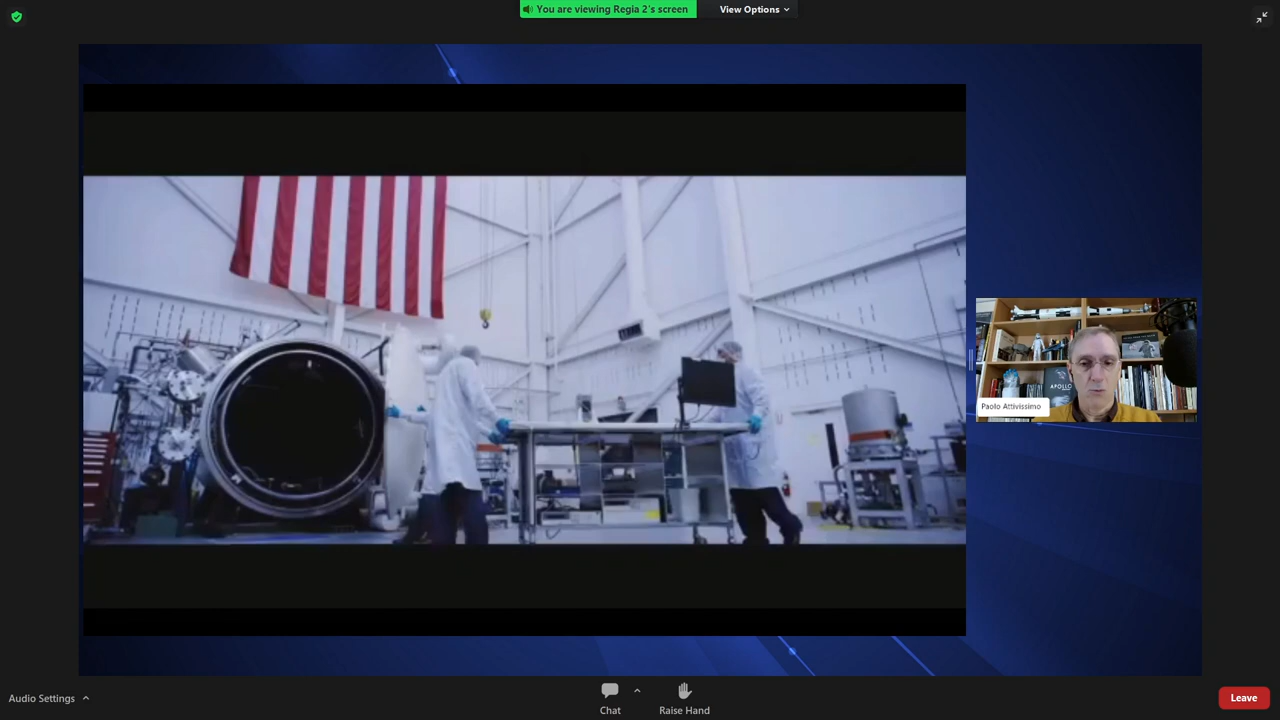 You are viewing Regia 2's screen
View Options
APOLLO
Paolo Attivissimo
Audio Settings
Chat
Raise Hand
Leave